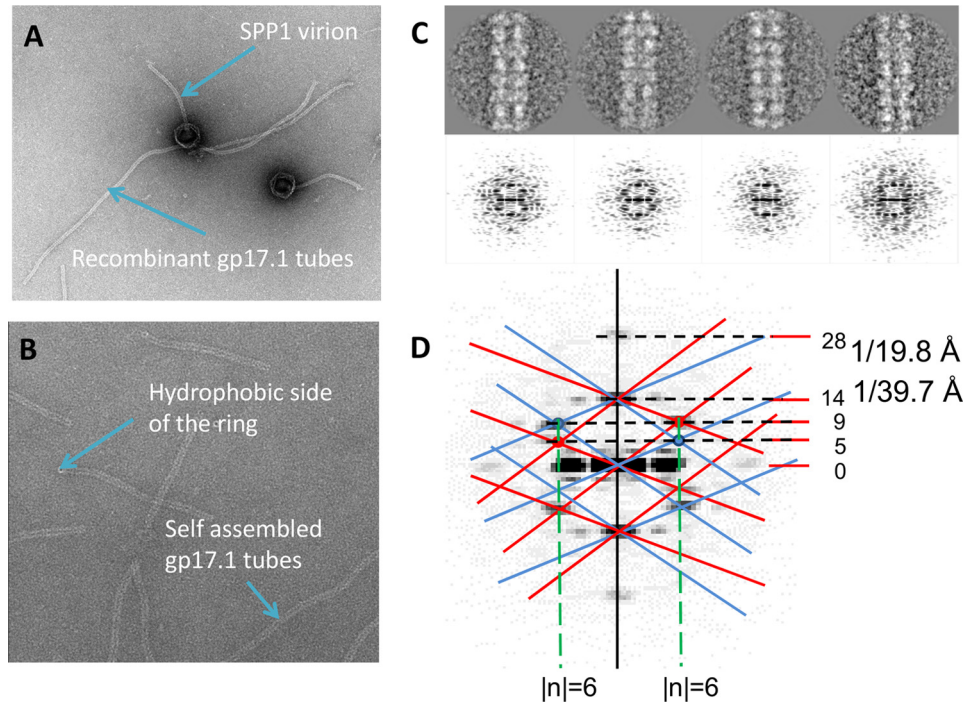 A
SPP1 virion
Recombinant gp17.1 tubes
B
Hydrophobic side
of the ring
Self assembled
gp17.1 tubes
C
D
28
1/19.8 Å
14
1/39.7 Å
9
5
0
|n|=6
|n|=6